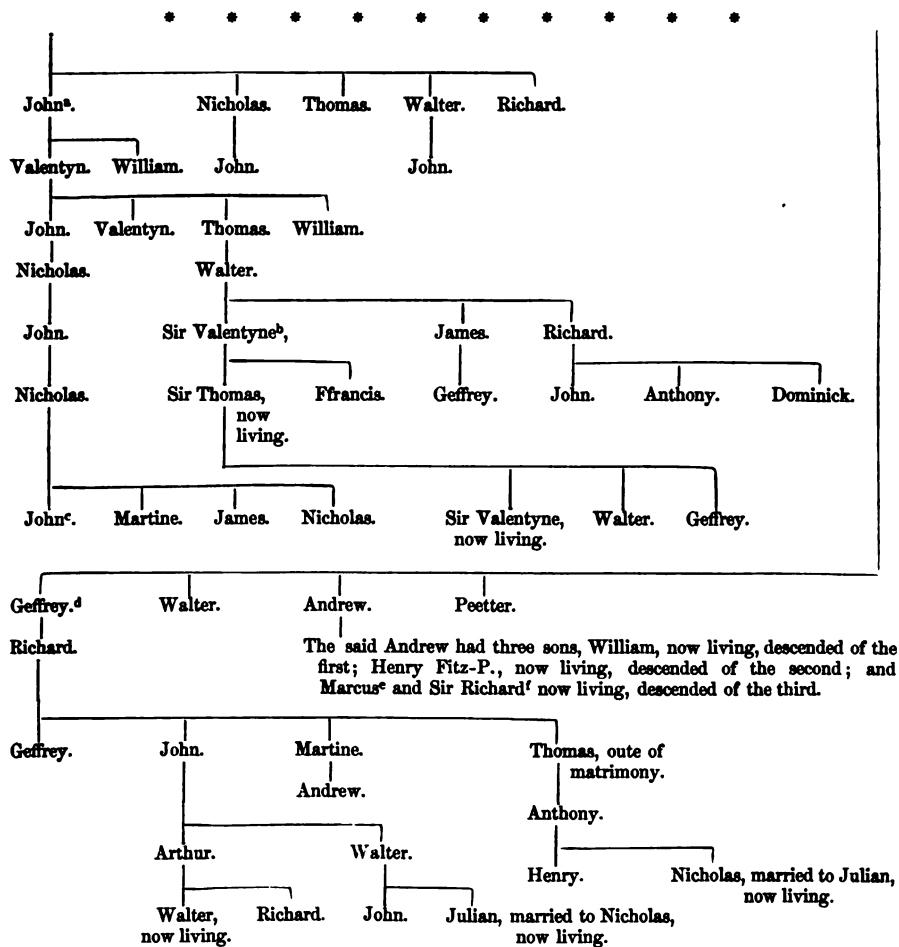 * * * * * * * * * *
Johnᵃ. Nicholas. Thomas. Walter. Richard.
Valentyn. William. John. John.
John. Valentyn. Thomas. William.
Nicholas. Walter.
John. Sir Valentyneᵇ, James. Richard.
Nicholas. Sir Thomas, Ffrancis. Geffrey. John. Anthony. Dominick.
now
living.
Johnᶜ. Martine. James. Nicholas. Sir Valentyne, Walter. Geffrey.
now living.
Geffrey.ᵈ Walter. Andrew. Peetter.
Richard. The said Andrew had three sons, William, now living, descended of the
first; Henry Fitz-P., now living, descended of the second; and
Marcusᵉ and Sir Richardᶠ now living, descended of the third.
Geffrey. John. Martine. Thomas, oute of
matrimony.
Andrew.
Anthony.
Arthur. Walter.
Henry. Nicholas, married to Julian,
now living.
Walter, Richard. John. Julian, married to Nicholas,
now living. now living.